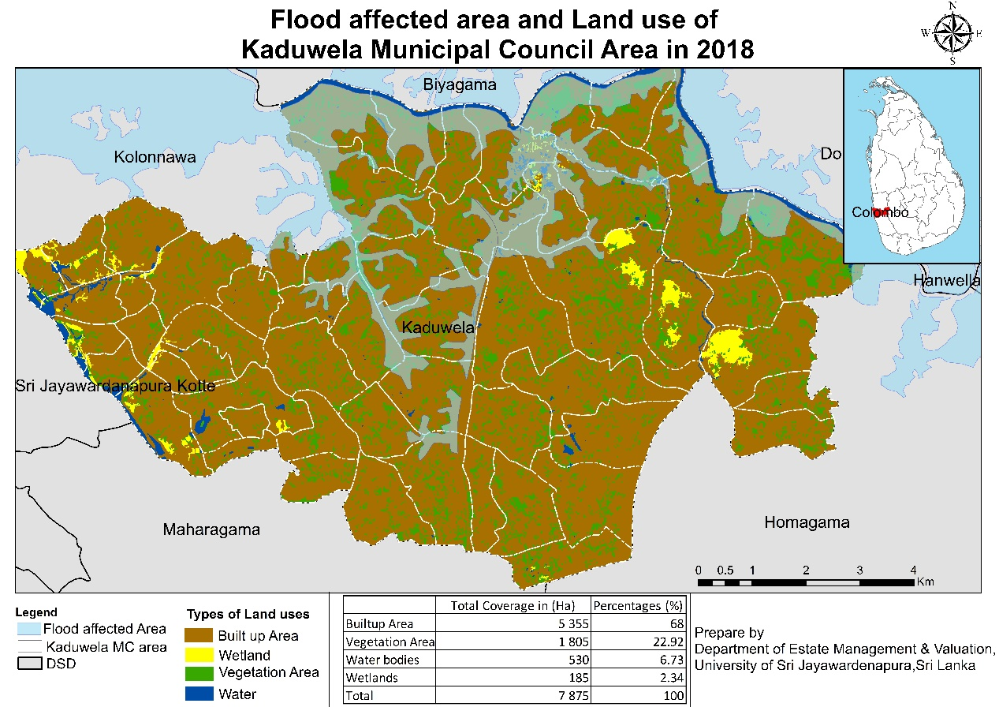 Flood affected area and Land use of
Kaduwela Municipal Council Area in 2018
N
W E
S
Biyagama
Kolonnawa
Do
Colombo
Hanwella
Kaduwela
Sri Jayawardanapura Kotte
Maharagama
Homagama
0 0.5 1 2 3 4
Km
Legend
Flood affected Area
Kaduwela MC area
DSD
Types of Land uses
Built up Area
Wetland
Vegetation Area
Water
Total Coverage in (Ha) Percentages (%)
Builtup Area 5 355 68
Vegetation Area 1 805 22.92
Water bodies 530 6.73
Wetlands 185 2.34
Total 7 875 100
Prepare by
Department of Estate Management & Valuation,
University of Sri Jayawardenapura,Sri Lanka